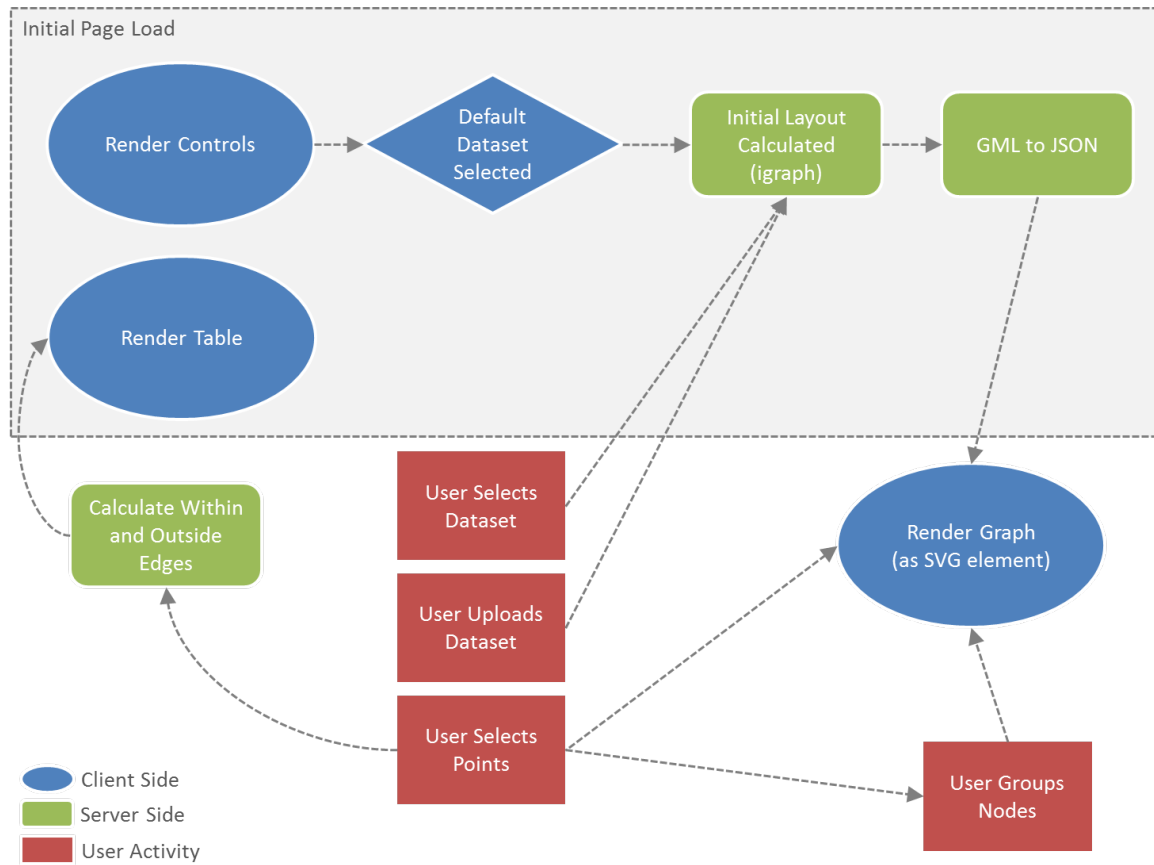 Initial Page Load
Render Controls
Default
Dataset
Selected
Initial Layout
Calculated
(igraph)
GML to JSON
Render Table
Calculate Within
and Outside
Edges
User Selects
Dataset
Render Graph
(as SVG element)
User Uploads
Dataset
User Selects
Points
User Groups
Nodes
Client Side
Server Side
User Activity